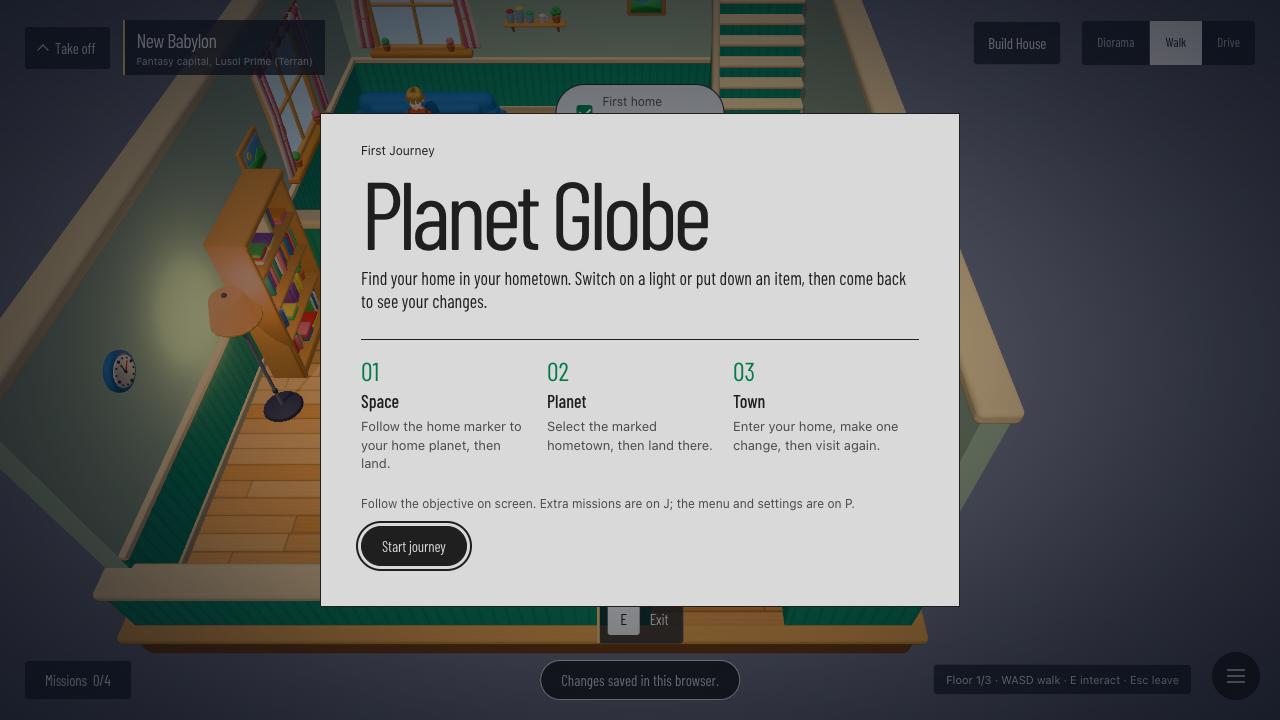 Take off
New Babylon
Fantasy capital, Lusol Prime (Terran)
Build House
Diorama
Walk
Drive
First home
First Journey
Planet Globe
Find your home in your hometown. Switch on a light or put down an item, then come back
to see your changes.
01
Space
Follow the home marker to
your home planet, then
land.
02
Planet
Select the marked
hometown, then land there.
03
Town
Enter your home, make one
change, then visit again.
Follow the objective on screen. Extra missions are on J; the menu and settings are on P.
Start journey
E
Exit
Missions 0/4
Changes saved in this browser.
Floor 1/3 · WASD walk · E interact · Esc leave